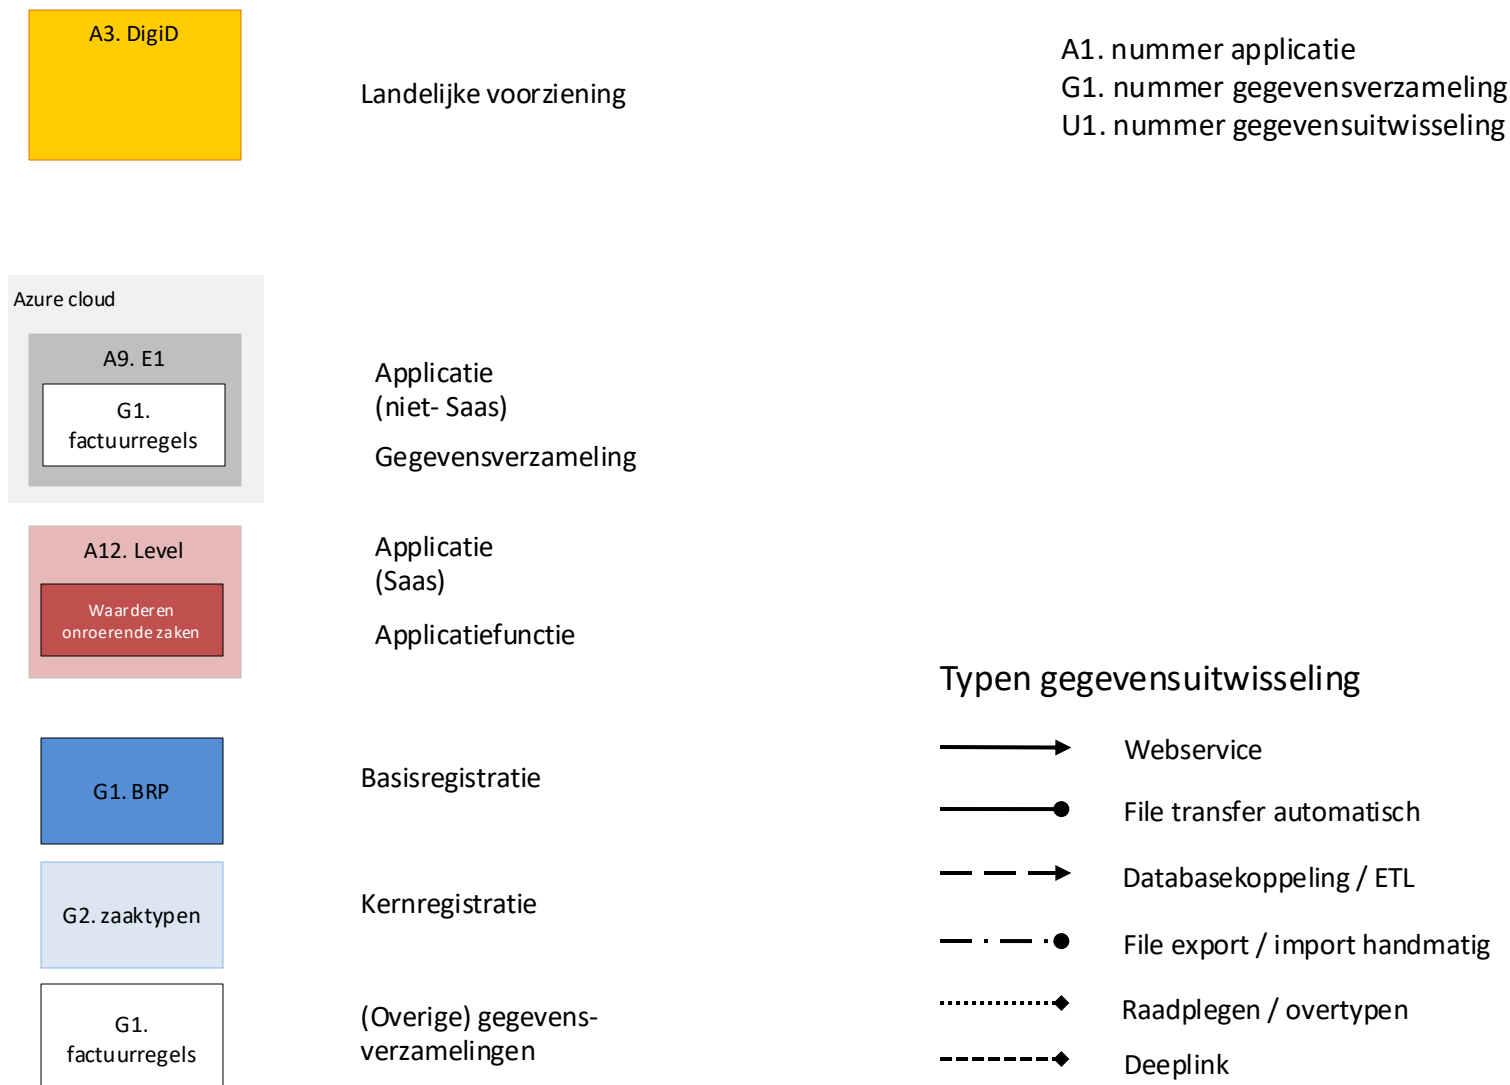 A3. DigiD
Landelijke voorziening
A1. nummer applicatie
G1. nummer gegevensverzameling
U1. nummer gegevensuitwisseling
Azure cloud
A9. E1
G1.
factuurregels
Applicatie
(niet- Saas)
Gegevensverzameling
A12. Level
Waarderen
onroerende zaken
Applicatie
(Saas)
Applicatiefunctie
G1. BRP
Basisregistratie
G2. zaaktypen
Kernregistratie
G1.
factuurregels
(Overige) gegevens-
verzamelingen
Typen gegevensuitwisseling
Webservice
File transfer automatisch
Databasekoppeling / ETL
File export / import handmatig
Raadplegen / overtypen
Deeplink